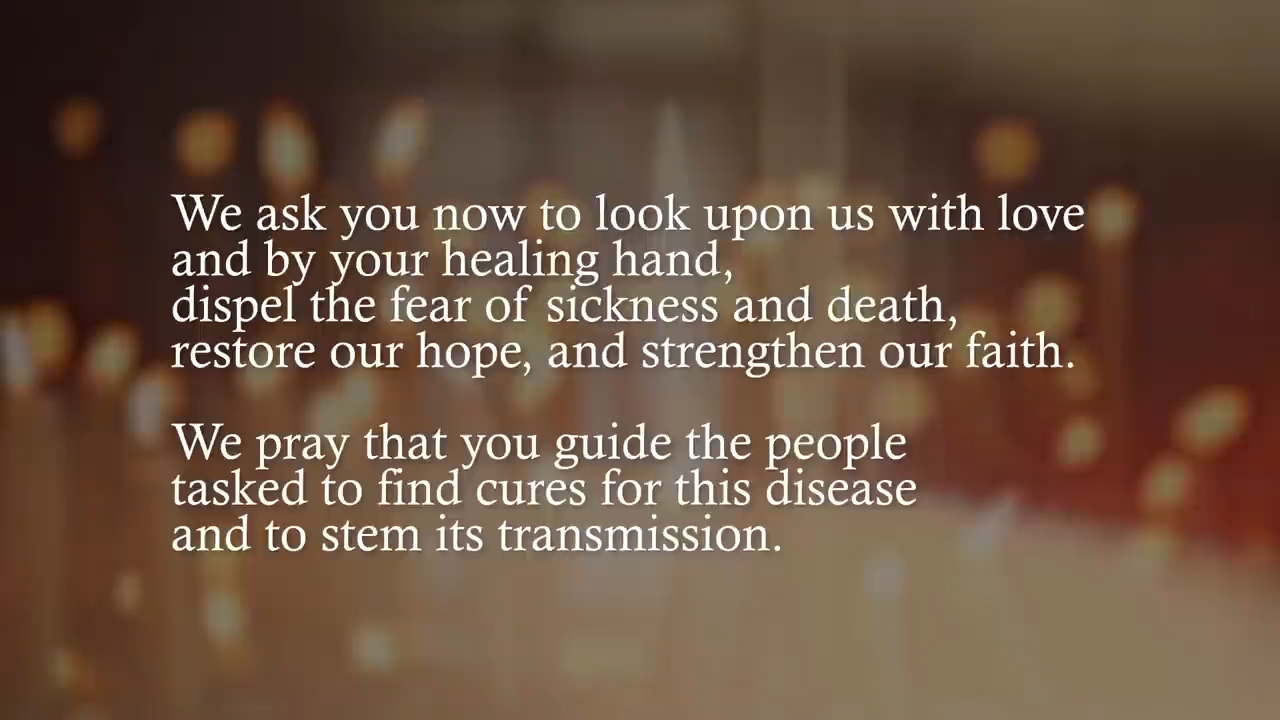 We ask you now to look upon us with love
and by your healing hand,
dispel the fear of sickness and death,
restore our hope, and strengthen our faith.
We pray that you guide the people
tasked to find cures for this disease
and to stem its transmission.